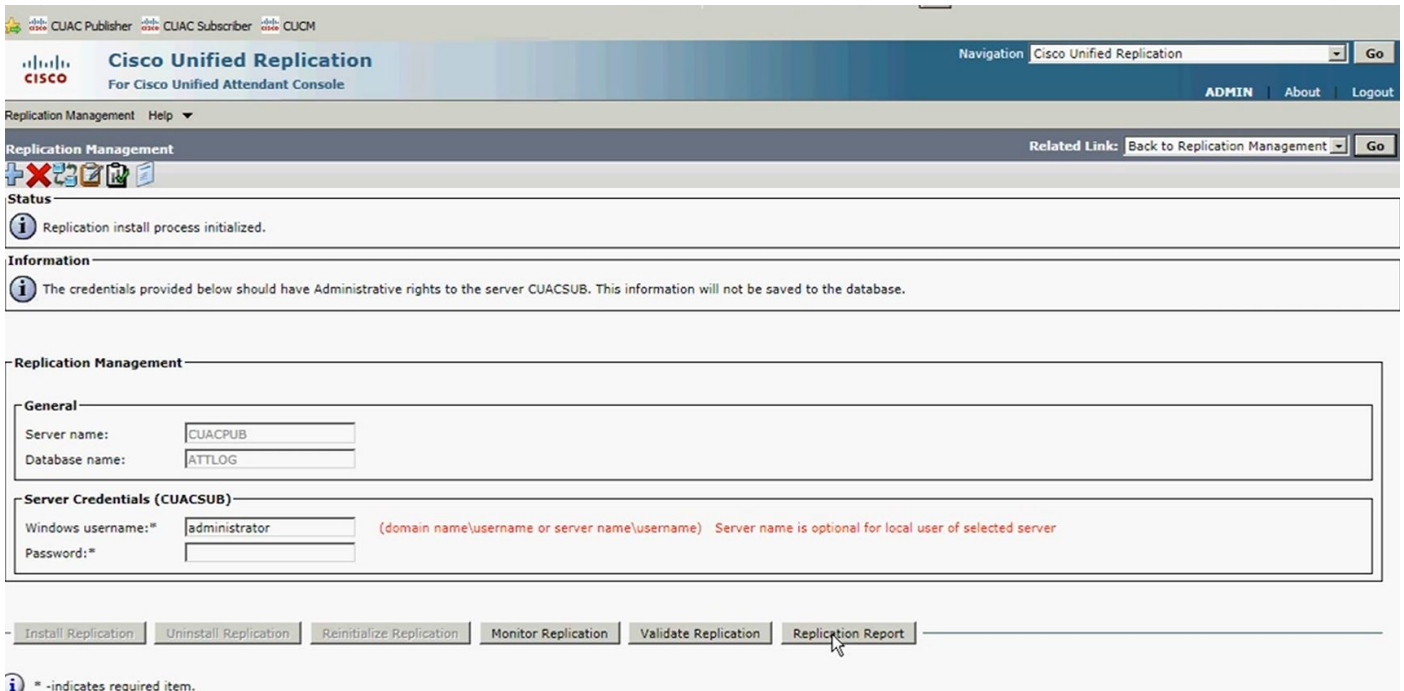 CUAC Publisher CUAC Subscriber CUCM
CISCO
Cisco Unified Replication
For Cisco Unified Attendant Console
Navigation Cisco Unified Replication Go
ADMIN About Logout
Replication Management Help
Replication Management
Related Link: Back to Replication Management Go
Status
Replication install process initialized.
Information
The credentials provided below should have Administrative rights to the server CUACSUB. This information will not be saved to the database.
Replication Management
General
Server name: CUACPUB
Database name: ATTLOG
Server Credentials (CUACSUB)
Windows username:* administrator (domain name\username or server name\username) Server name is optional for local user of selected server
Password:*
Install Replication Uninstall Replication Reinitialize Replication Monitor Replication Validate Replication Replication Report
* -indicates required item.